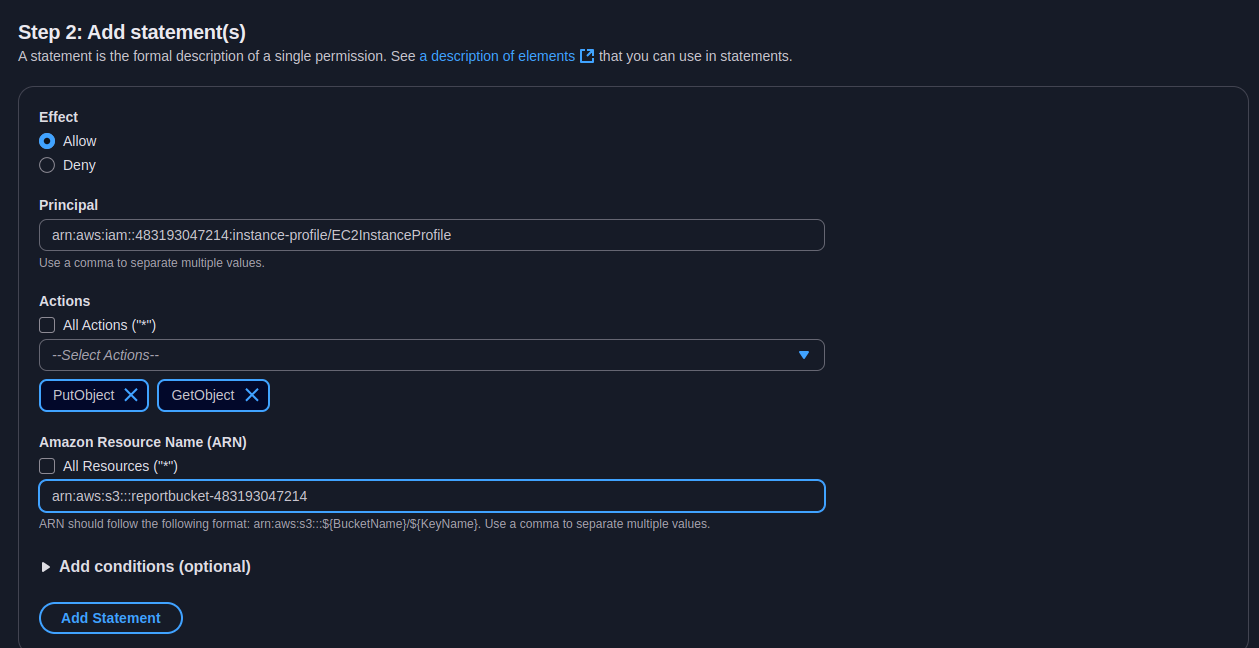 Step 2: Add statement(s)
A statement is the formal description of a single permission. See a description of elements that you can use in statements.
Effect
Allow
Deny
Principal
arn:aws:iam::483193047214:instance-profile/EC2InstanceProfile
Use a comma to separate multiple values.
Actions
All Actions ("*")
--Select Actions--
PutObject GetObject
Amazon Resource Name (ARN)
All Resources ("*")
arn:aws:s3:::reportbucket-483193047214
ARN should follow the following format: arn:aws:s3:::${BucketName}/${KeyName}. Use a comma to separate multiple values.
Add conditions (optional)
Add Statement